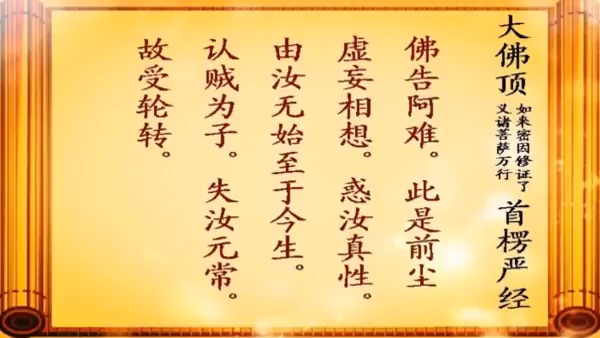 大佛顶
如来密因修证了
义诸菩萨万行
首楞严经
佛告阿难。此是前尘
虚妄相想。惑汝真性。
由汝无始至于今生。
认贼为子。失汝元常。
故受轮转。